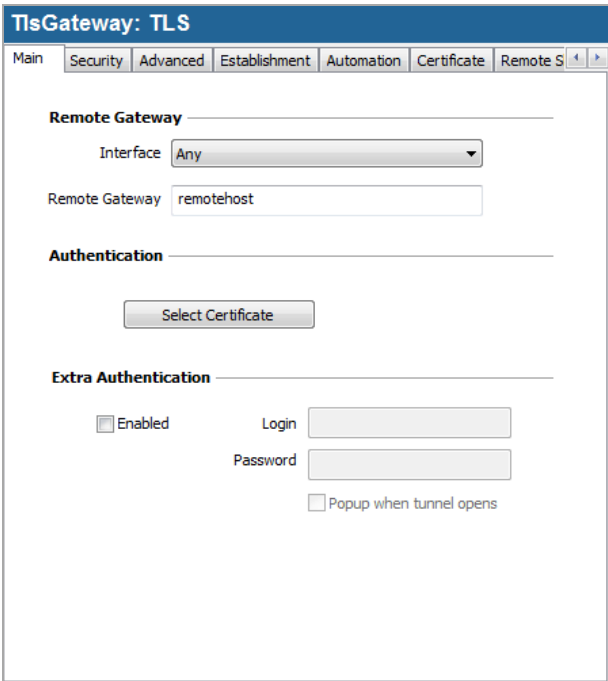 TlsGateway: TLS
Main Security Advanced Establishment Automation Certificate Remote S
Remote Gateway
Interface Any
Remote Gateway remotehost
Authentication
Select Certificate
Extra Authentication
Enabled Login
Password
Popup when tunnel opens